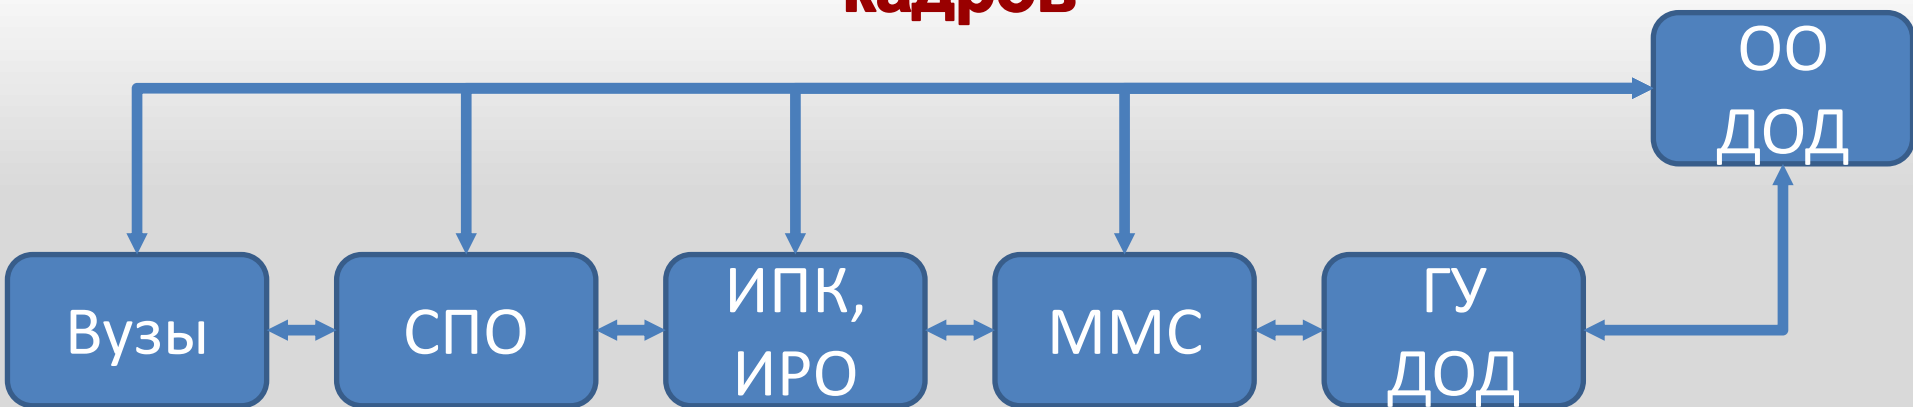 кадров
ОО
ДОД
Вузы
СПО
ИПК,
ИРО
ММС
ГУ
ДОД